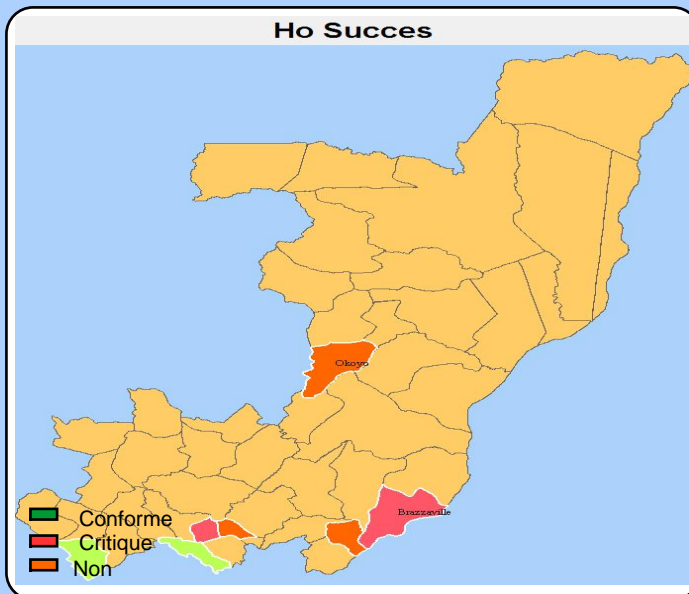 Ho Succes
Okoyo
Brazzaville
Conforme
Critique
Non